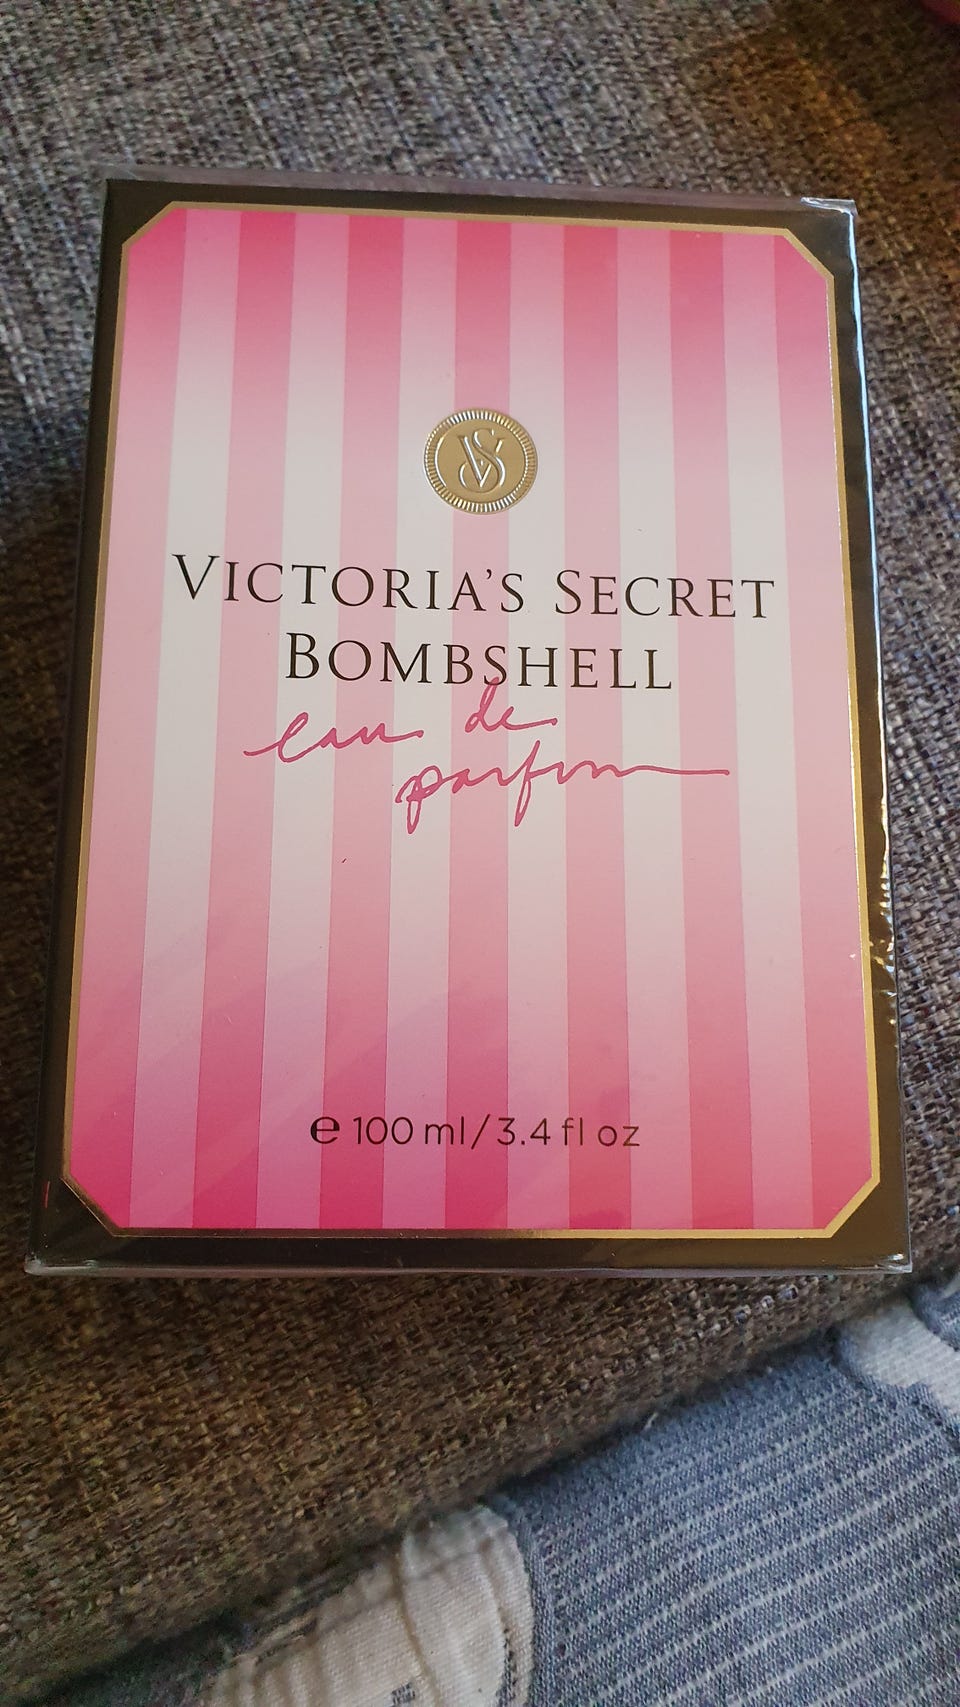 VS
VICTORIA'S SECRET
BOMBSHELL
eau de
parfum
e 100 ml/3.4 fl oz